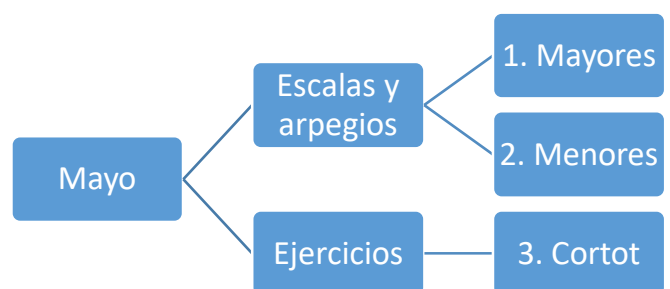 Mayo
Escalas y
arpegios
1. Mayores
2. Menores
Ejercicios
3. Cortot